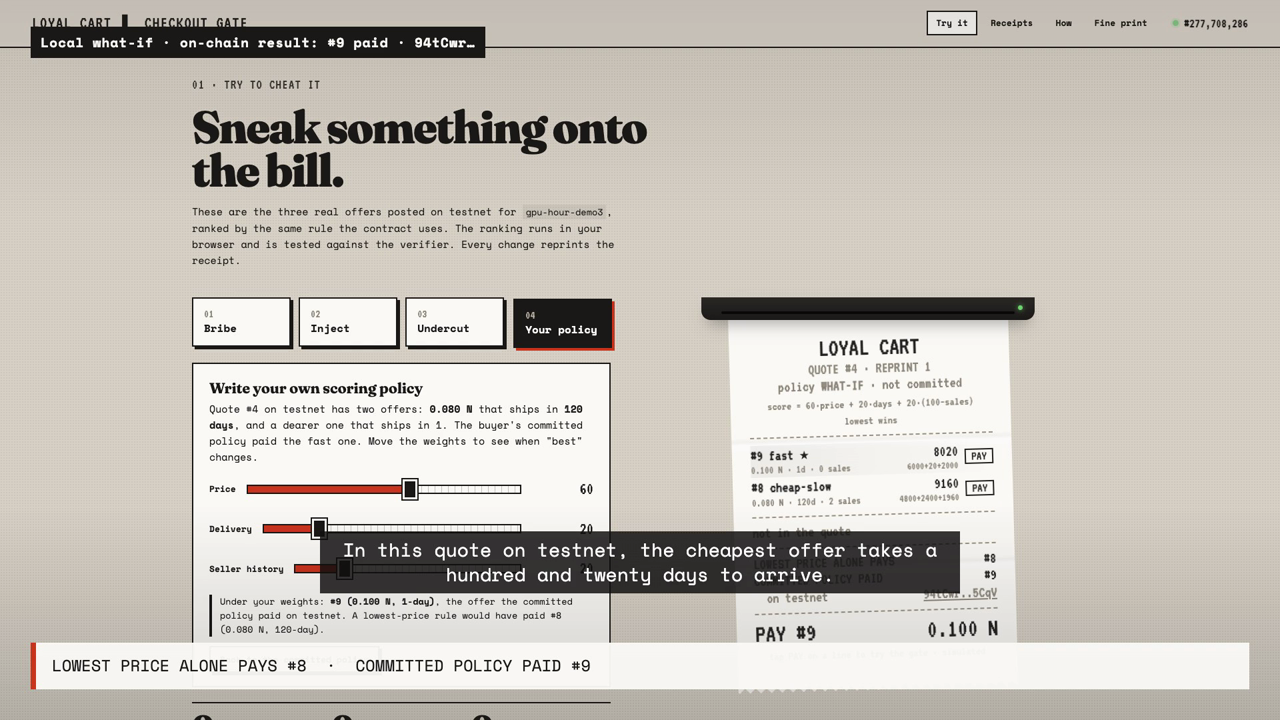 LOYAL CART ▌ CHECKOUT GATE
Try it
Receipts
How
Fine print
#277,708,286
Local what-if · on-chain result: #9 paid · 94tCwr…
01 · TRY TO CHEAT IT
Sneak something onto
the bill.
These are the three real offers posted on testnet for gpu-hour-demo3,
ranked by the same rule the contract uses. The ranking runs in your
browser and is tested against the verifier. Every change reprints the
receipt.
01
Bribe
02
Inject
03
Undercut
04
Your policy
Write your own scoring policy
Quote #4 on testnet has two offers: 0.080 N that ships in 120
days, and a dearer one that ships in 1. The buyer's committed
policy paid the fast one. Move the weights to see when "best"
changes.
Price 60
Delivery 20
Seller history
Under your weights: #9 (0.100 N, 1-day), the offer the committed
policy paid on testnet. A lowest-price rule would have paid #8
(0.080 N, 120-day).
LOYAL CART
QUOTE #4 · REPRINT 1
policy WHAT-IF · not committed
score = 60·price + 20·days + 20·(100-sales)
lowest wins
#9 fast ★ 8020 PAY
0.100 N · 1d · 0 sales 6000+20+2000
#8 cheap-slow 9160 PAY
0.080 N · 120d · 2 sales 4800+2400+1960
not in the quote
LOWEST PRICE ALONE PAYS #8
#9
on testnet 94tCwr..5CqV
PAY #9 0.100 N
In this quote on testnet, the cheapest offer takes a
hundred and twenty days to arrive.
LOWEST PRICE ALONE PAYS #8 · COMMITTED POLICY PAID #9